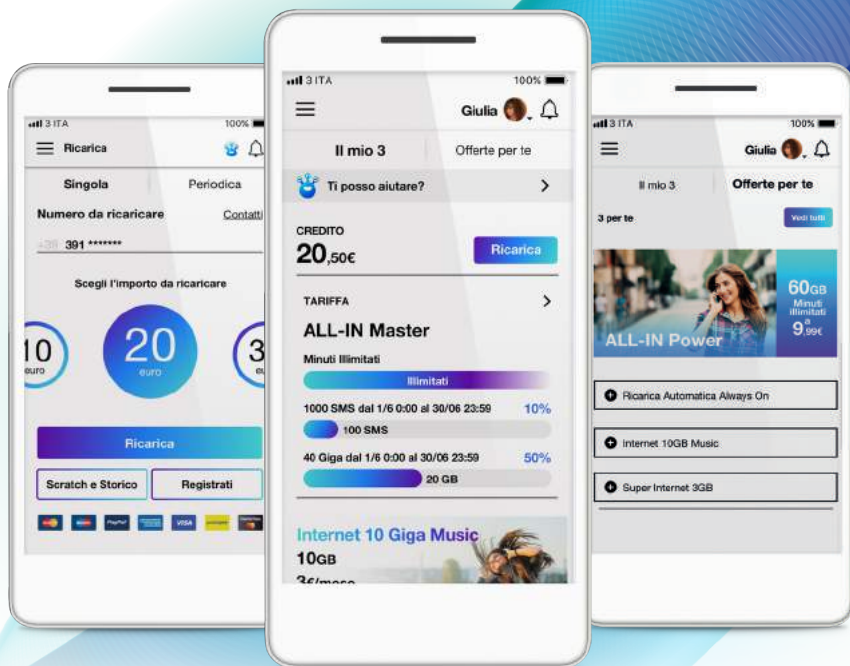 3 ITA 100%
Ricarica
Singola Periodica
Numero da ricaricare Contatti
+39 391 *******
Scegli l'importo da ricaricare
10
euro
20
euro
3
Ricarica
Scratch e Storico Registrati
PayPal VISA
3 ITA 100%
Giulia
Il mio 3 Offerte per te
Ti posso aiutare?
CREDITO
20,50€
Ricarica
TARIFFA
ALL-IN Master
Minuti Illimitati
Illimitati
1000 SMS dal 1/6 0:00 al 30/06 23:59 10%
100 SMS
40 Giga dal 1/6 0:00 al 30/06 23:59 50%
20 GB
Internet 10 Giga Music
10GB
3€/mese
3 ITA 100%
Giulia
Il mio 3 Offerte per te
3 per te Vedi tutti
60GB
Minuti
illimitati
a
9,99€
ALL-IN Power
Ricarica Automatica Always On
Internet 10GB Music
Super Internet 3GB